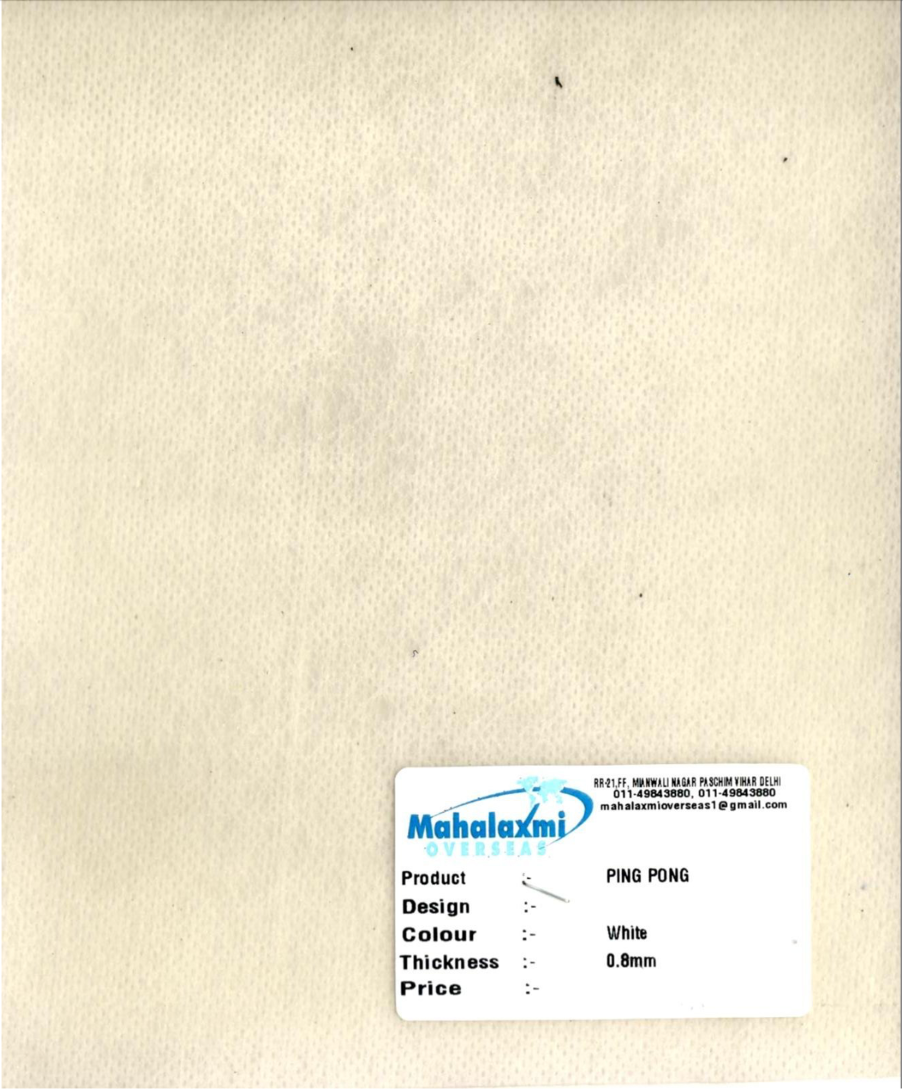 RR-21,FF, MIANWALI NAGAR PASCHIM VIHAR DELHI
011-49843880, 011-49843880
mahalaxmioverseas1@gmail.com
Mahalaxmi
OVERSEAS
Product :- PING PONG
Design :-
Colour :- White
Thickness :- 0.8mm
Price :-